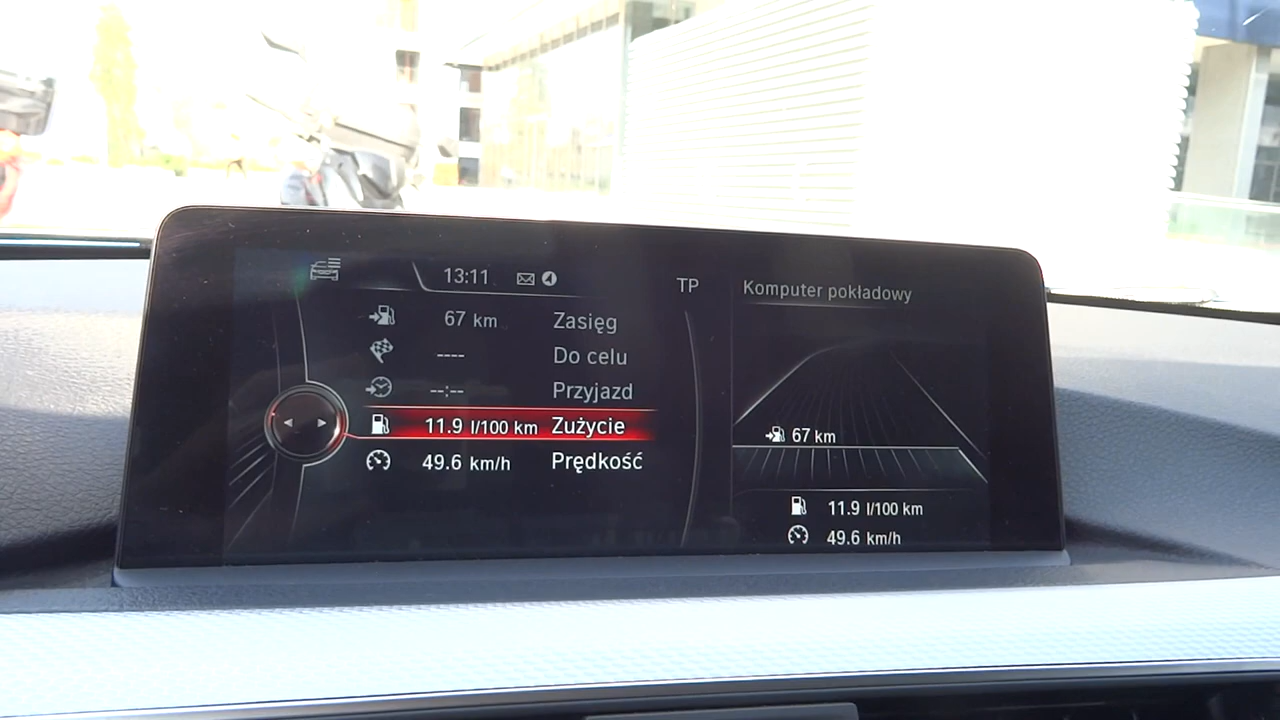 13:11
TP
Komputer pokładowy
67 km Zasięg
---- Do celu
--:-- Przyjazd
11.9 l/100 km Zużycie
49.6 km/h Prędkość
67 km
11.9 l/100 km
49.6 km/h